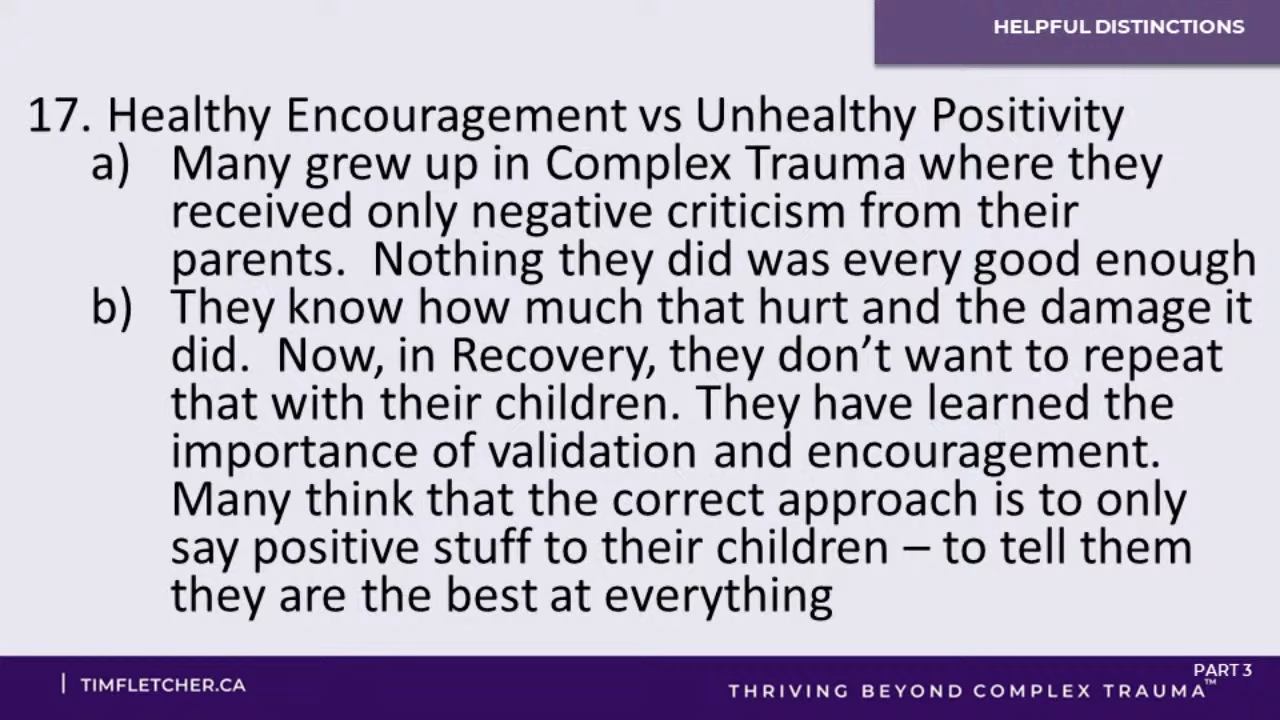 HELPFUL DISTINCTIONS
17. Healthy Encouragement vs Unhealthy Positivity
a) Many grew up in Complex Trauma where they
received only negative criticism from their
parents. Nothing they did was every good enough
b) They know how much that hurt and the damage it
did. Now, in Recovery, they don’t want to repeat
that with their children. They have learned the
importance of validation and encouragement.
Many think that the correct approach is to only
say positive stuff to their children – to tell them
they are the best at everything
PART 3
| TIMFLETCHER.CA
THRIVING BEYOND COMPLEX TRAUMA™